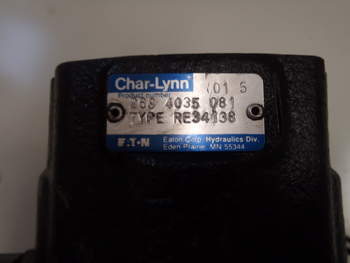 Char-Lynn® 101 5
Product number
4035 081
TYPE RE34138
EATON Eaton Corp. Hydraulics Div.
Eden Prairie, MN 55344